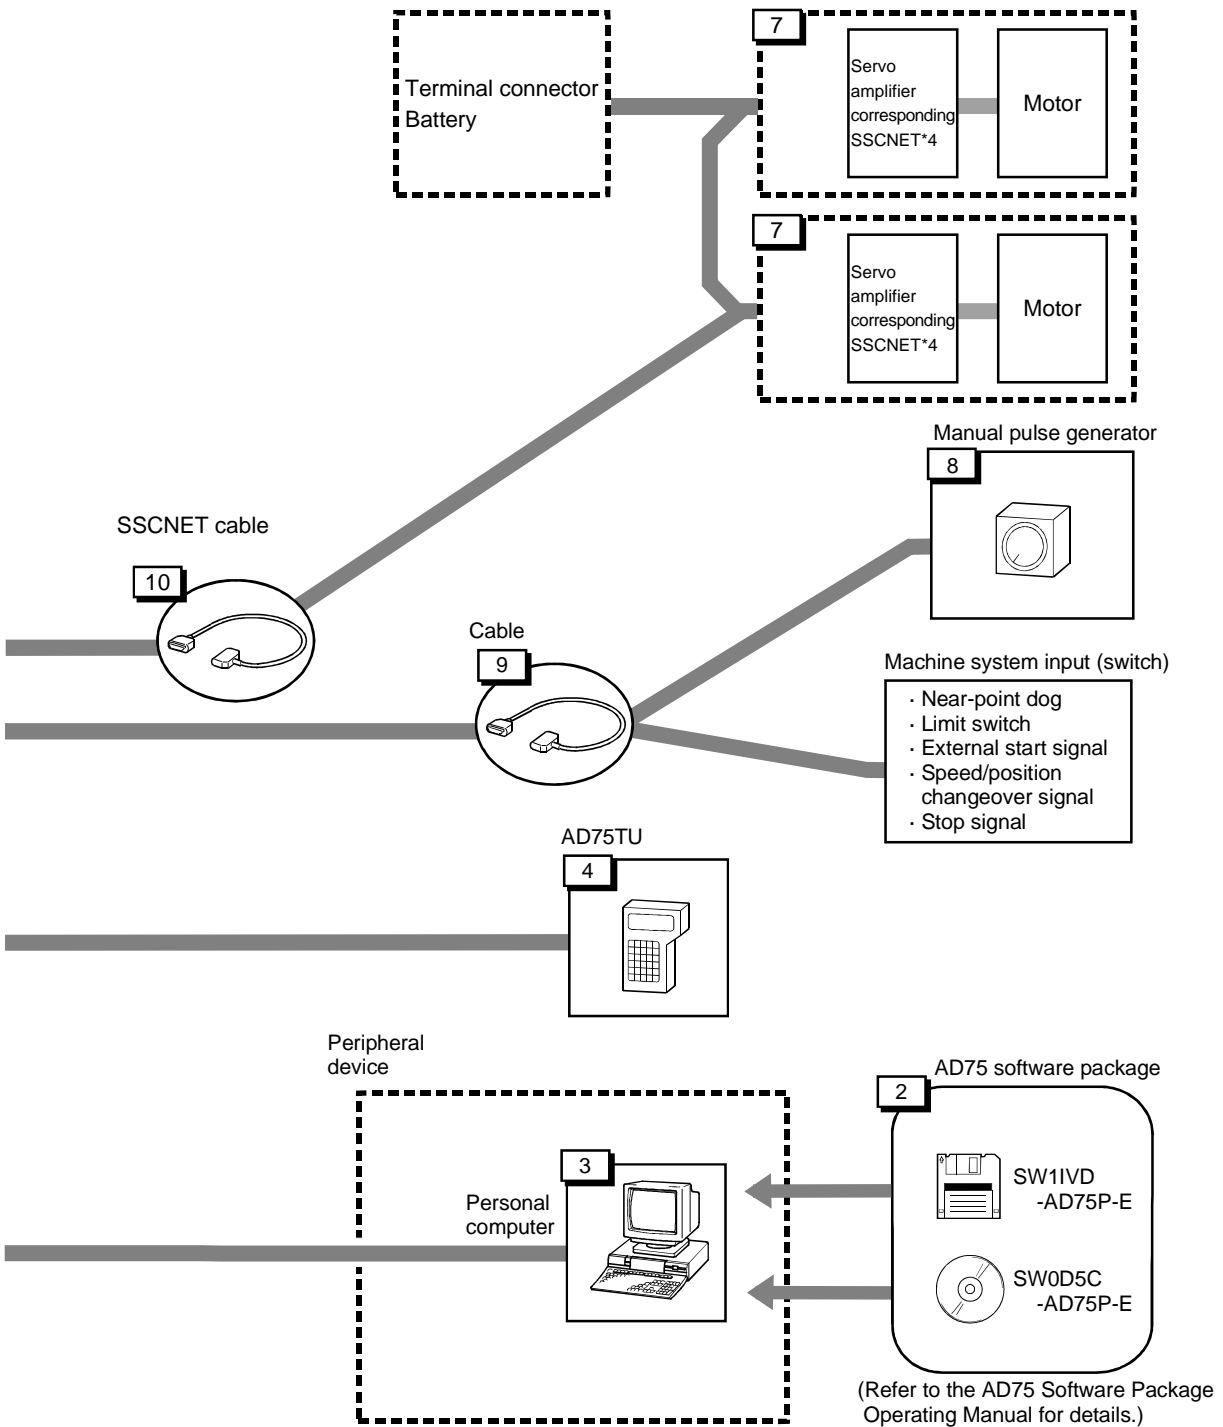 7
Terminal connector
Battery
Servo
amplifier
corresponding
SSCNET*4
Motor
7
Servo
amplifier
corresponding
SSCNET*4
Motor
Manual pulse generator
8
SSCNET cable
10
Cable
9
Machine system input (switch)
· Near-point dog
· Limit switch
· External start signal
· Speed/position
changeover signal
· Stop signal
AD75TU
4
Peripheral
device
AD75 software package
2
3
Personal
computer
SW1IVD
-AD75P-E
SW0D5C
-AD75P-E
(Refer to the AD75 Software Package
Operating Manual for details.)